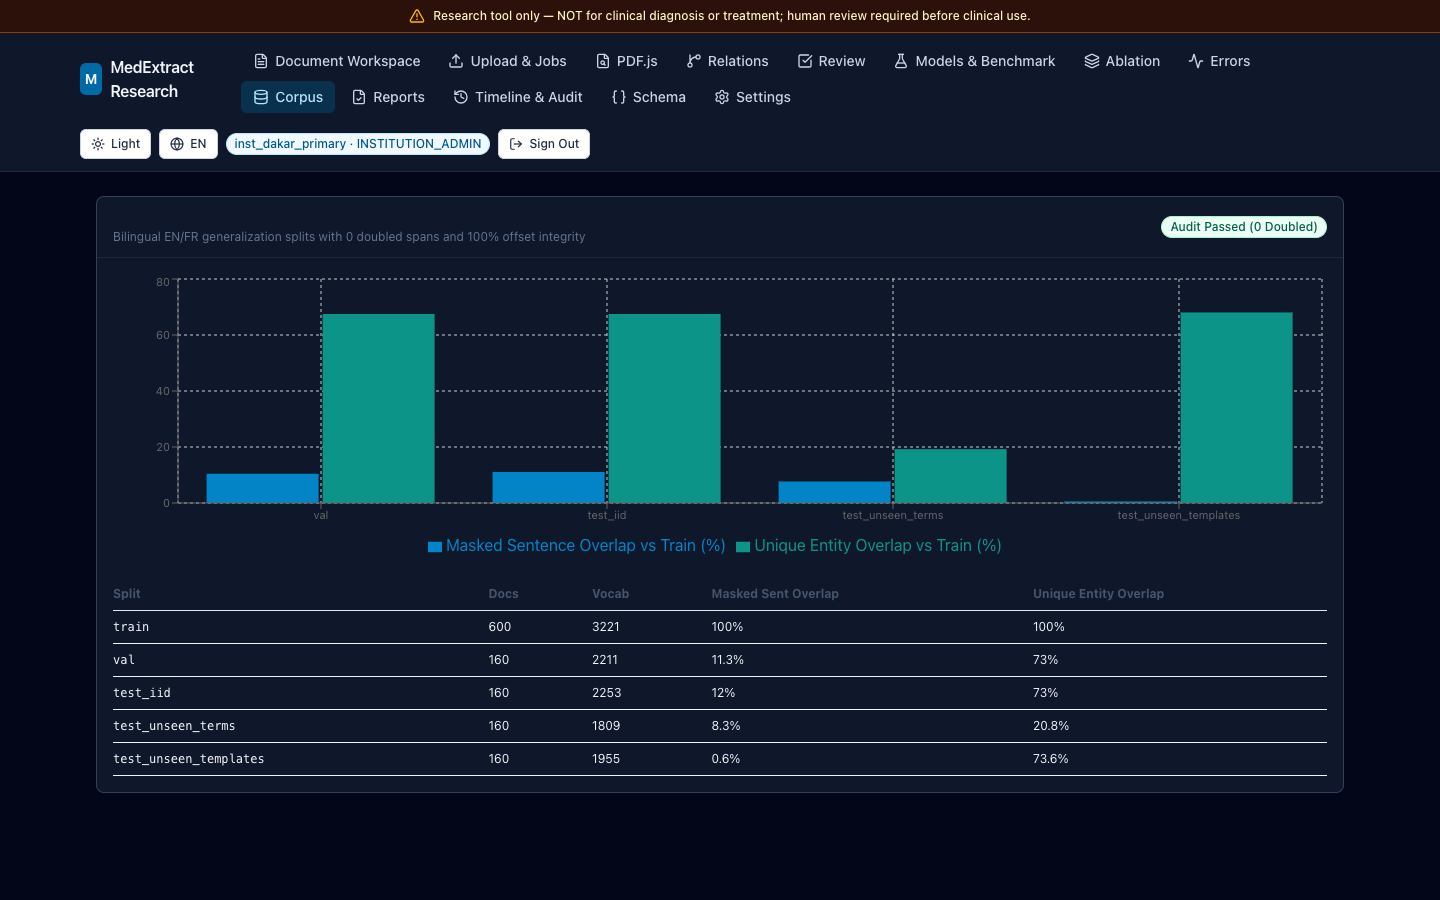 Research tool only — NOT for clinical diagnosis or treatment; human review required before clinical use.
M
MedExtract
Research
Document Workspace
Upload & Jobs
PDF.js
Relations
Review
Models & Benchmark
Ablation
Errors
Corpus
Reports
Timeline & Audit
Schema
Settings
Light
EN
inst_dakar_primary · INSTITUTION_ADMIN
Sign Out
Bilingual EN/FR generalization splits with 0 doubled spans and 100% offset integrity
Audit Passed (0 Doubled)
80
60
40
20
0
val
test_iid
test_unseen_terms
test_unseen_templates
Masked Sentence Overlap vs Train (%)
Unique Entity Overlap vs Train (%)
Split Docs Vocab Masked Sent Overlap Unique Entity Overlap
train 600 3221 100% 100%
val 160 2211 11.3% 73%
test_iid 160 2253 12% 73%
test_unseen_terms 160 1809 8.3% 20.8%
test_unseen_templates 160 1955 0.6% 73.6%